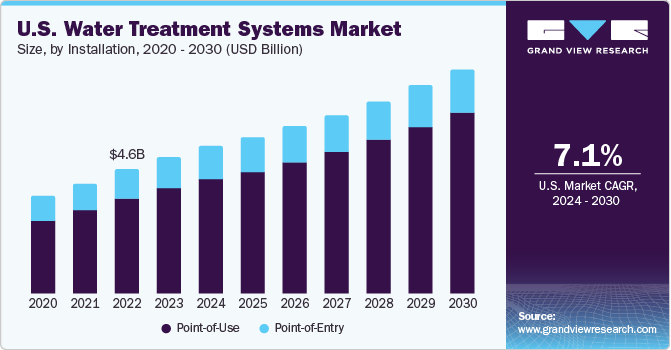 U.S. Water Treatment Systems Market
Size, by Installation, 2020 - 2030 (USD Billion)
$4.6B
2020 2021 2022 2023 2024 2025 2026 2027 2028 2029 2030
Point-of-Use Point-of-Entry
GRAND VIEW RESEARCH
7.1%
U.S. Market CAGR,
2024 - 2030
Source:
www.grandviewresearch.com